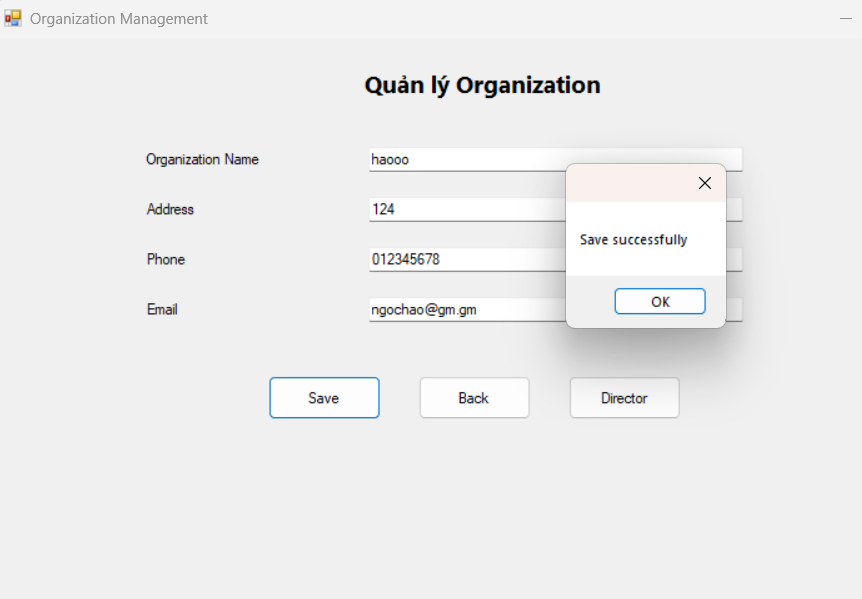 Organization Management
Quản lý Organization
Organization Name
haooo
Address
124
Phone
012345678
Email
ngochao@gm.gm
Save successfully
OK
Save
Back
Director